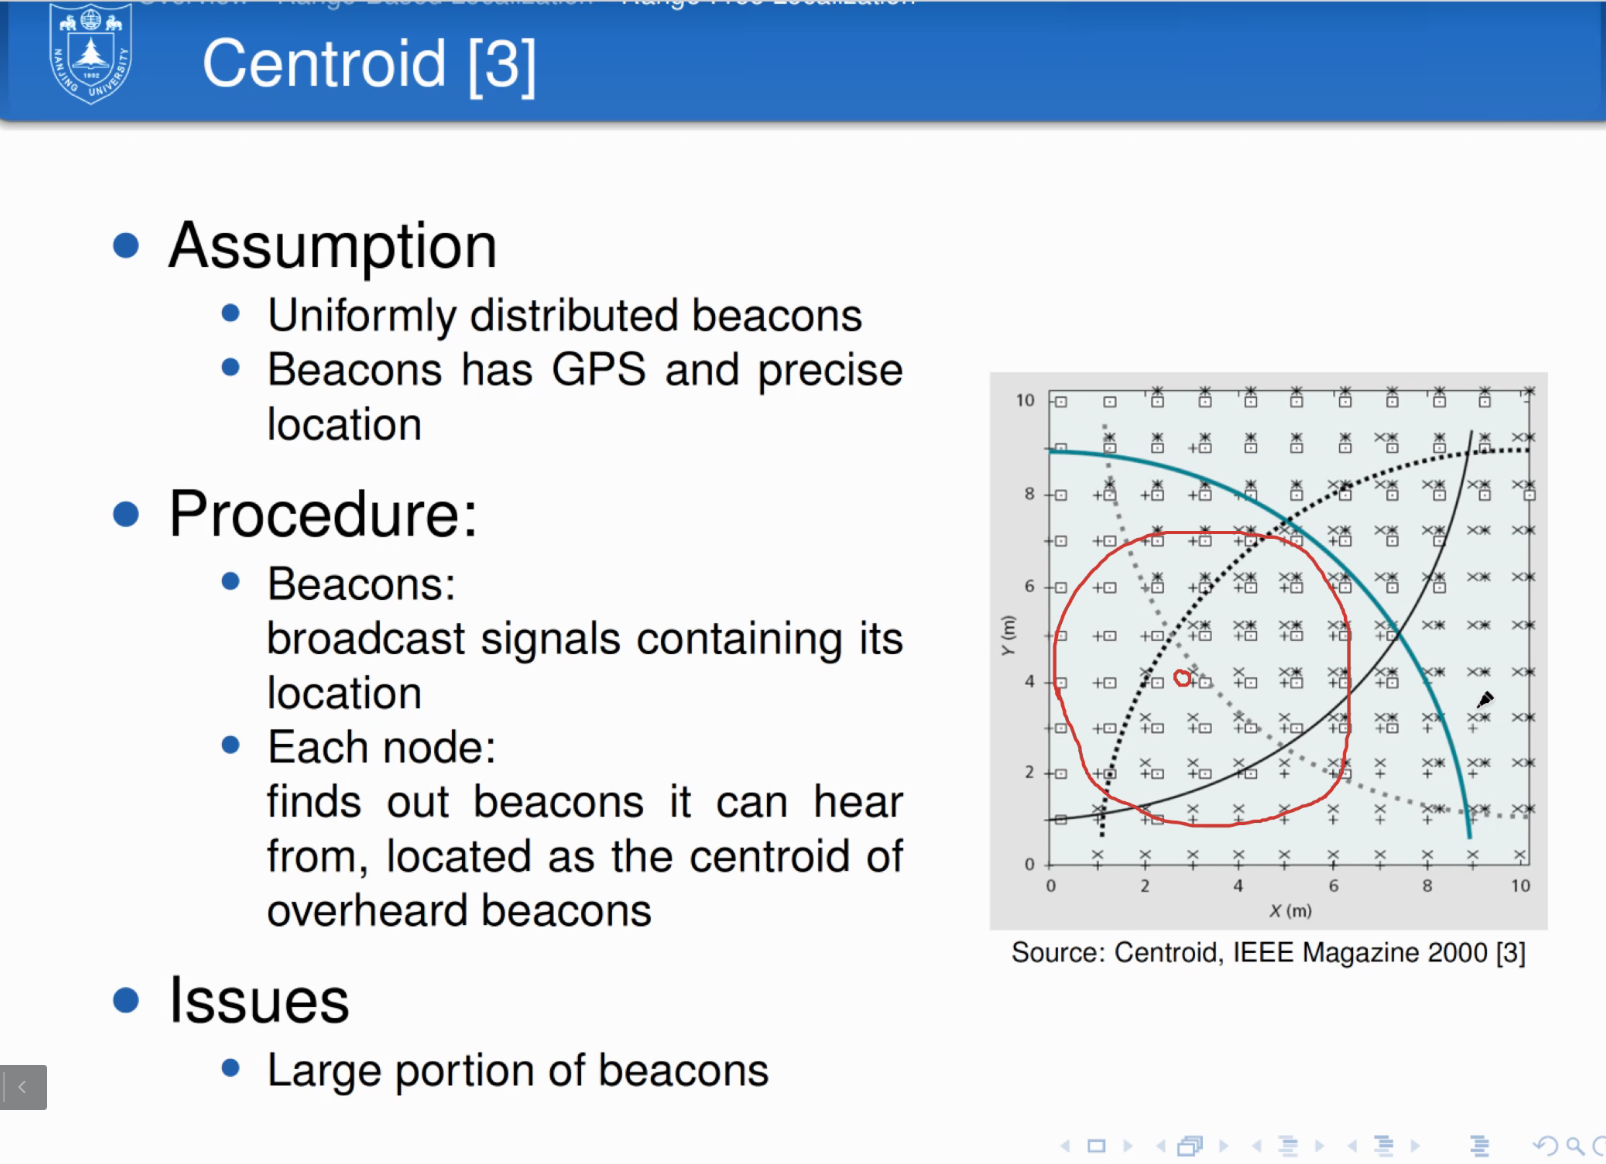 Centroid [3]
NANJING UNIVERSITY
1902
Assumption
Uniformly distributed beacons
Beacons has GPS and precise
location
Procedure:
Beacons:
broadcast signals containing its
location
Each node:
finds out beacons it can hear
from, located as the centroid of
overheard beacons
Issues
Large portion of beacons
10
8
6
4
2
0
Y (m)
0 2 4 6 8 10
X (m)
Source: Centroid, IEEE Magazine 2000 [3]